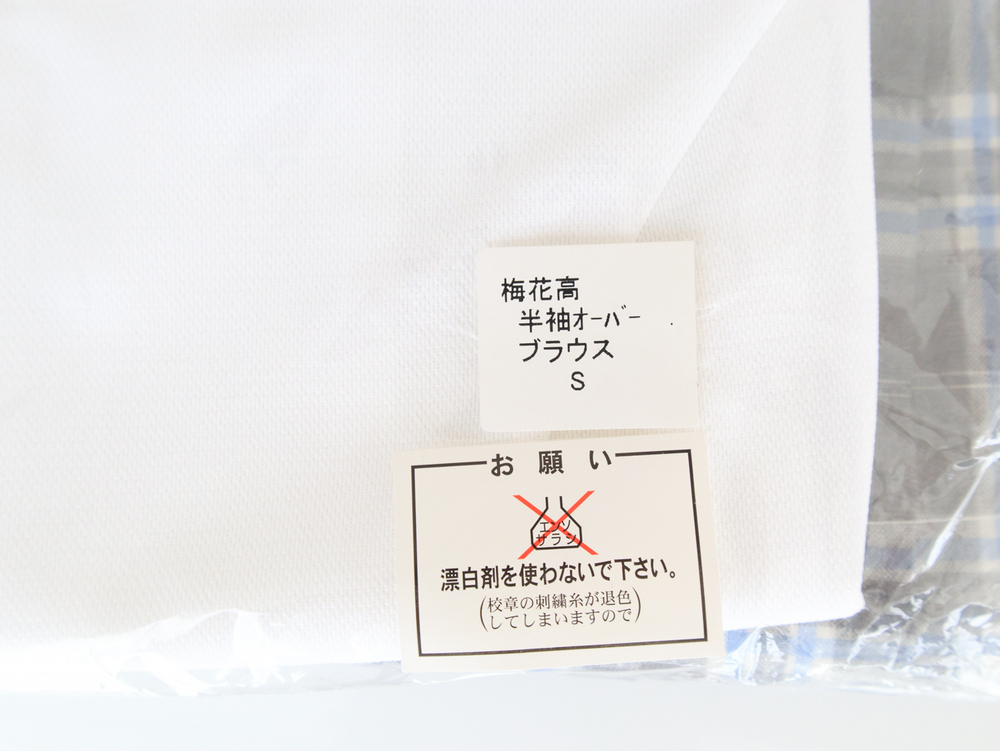 梅花高
半袖ｵｰﾊﾞｰ
ブラウス
S
お願い
エンソ
サラシ
漂白剤を使わないで下さい。
(校章の刺繍糸が退色
してしまいますので)